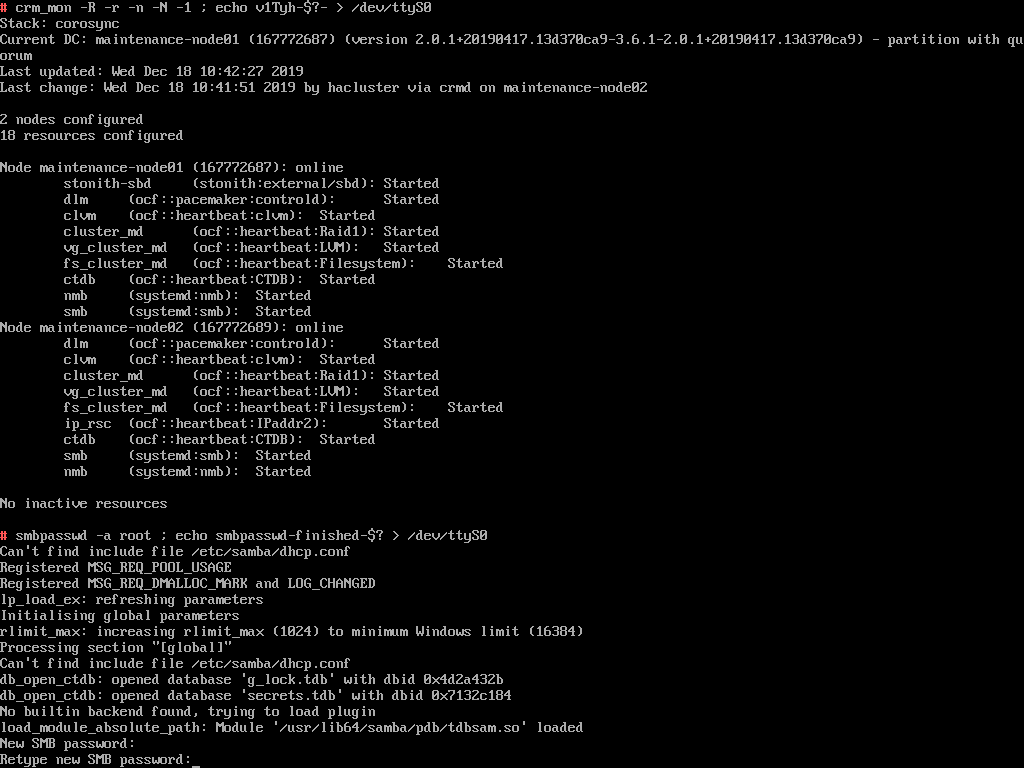 # crm_mon -R -r -n -N -1 ; echo v1Tyh-$?- > /dev/ttyS0
Stack: corosync
Current DC: maintenance-node01 (167772687) (version 2.0.1+20190417.13d370ca9-3.6.1-2.0.1+20190417.13d370ca9) - partition with qu
orum
Last updated: Wed Dec 18 10:42:27 2019
Last change: Wed Dec 18 10:41:51 2019 by hacluster via crmd on maintenance-node02

2 nodes configured
18 resources configured

Node maintenance-node01 (167772687): online
        stonith-sbd     (stonith:external/sbd): Started
        dlm     (ocf::pacemaker:controld):      Started
        clvm    (ocf::heartbeat:clvm):  Started
        cluster_md      (ocf::heartbeat:Raid1): Started
        vg_cluster_md   (ocf::heartbeat:LVM):   Started
        fs_cluster_md   (ocf::heartbeat:Filesystem):    Started
        ctdb    (ocf::heartbeat:CTDB):  Started
        nmb     (systemd:nmb):  Started
        smb     (systemd:smb):  Started
Node maintenance-node02 (167772689): online
        dlm     (ocf::pacemaker:controld):      Started
        clvm    (ocf::heartbeat:clvm):  Started
        cluster_md      (ocf::heartbeat:Raid1): Started
        vg_cluster_md   (ocf::heartbeat:LVM):   Started
        fs_cluster_md   (ocf::heartbeat:Filesystem):    Started
        ip_rsc  (ocf::heartbeat:IPaddr2):       Started
        ctdb    (ocf::heartbeat:CTDB):  Started
        smb     (systemd:smb):  Started
        nmb     (systemd:nmb):  Started

No inactive resources

# smbpasswd -a root ; echo smbpasswd-finished-$? > /dev/ttyS0
Can't find include file /etc/samba/dhcp.conf
Registered MSG_REQ_POOL_USAGE
Registered MSG_REQ_DMALLOC_MARK and LOG_CHANGED
lp_load_ex: refreshing parameters
Initialising global parameters
rlimit_max: increasing rlimit_max (1024) to minimum Windows limit (16384)
Processing section "[global]"
Can't find include file /etc/samba/dhcp.conf
db_open_ctdb: opened database 'g_lock.tdb' with dbid 0x4d2a432b
db_open_ctdb: opened database 'secrets.tdb' with dbid 0x7132c184
No builtin backend found, trying to load plugin
load_module_absolute_path: Module '/usr/lib64/samba/pdb/tdbsam.so' loaded
New SMB password:
Retype new SMB password:_